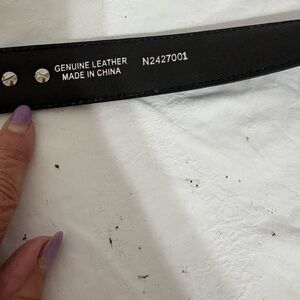 GENUINE LEATHER N2427001
MADE IN CHINA